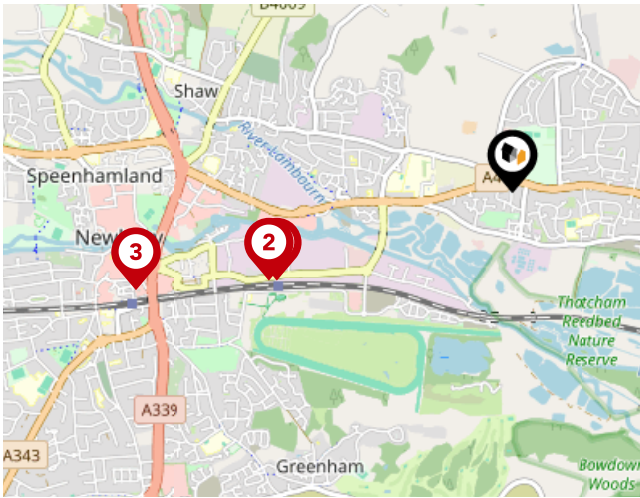 B4009
Shaw
River Lambourn
Speenhamland
A4
Newbury
3
2
Thatcham
Reedbed
Nature
Reserve
A339
A343
Greenham
Bowdown
Woods